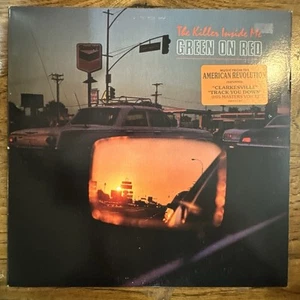 The Killer Inside Me
GREEN ON RED
AMERICAN REVOLUTION
"CLARKESVILLE"
"TRACK YOU DOWN"